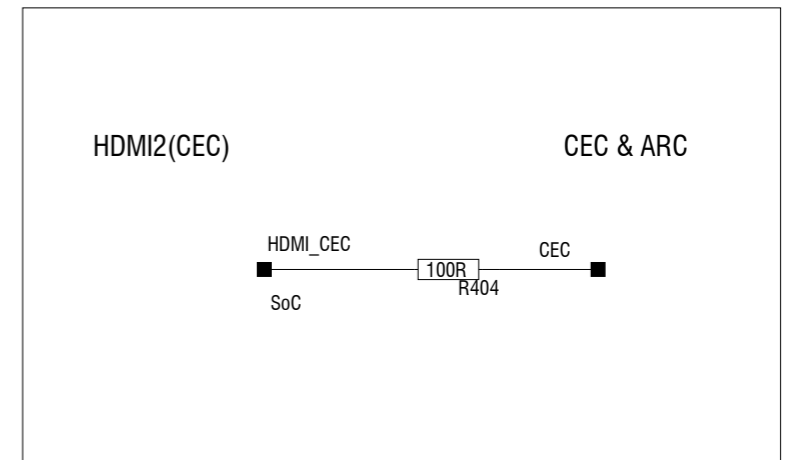 HDMI2(CEC)
CEC & ARC
HDMI_CEC
CEC
100R
R404
SoC